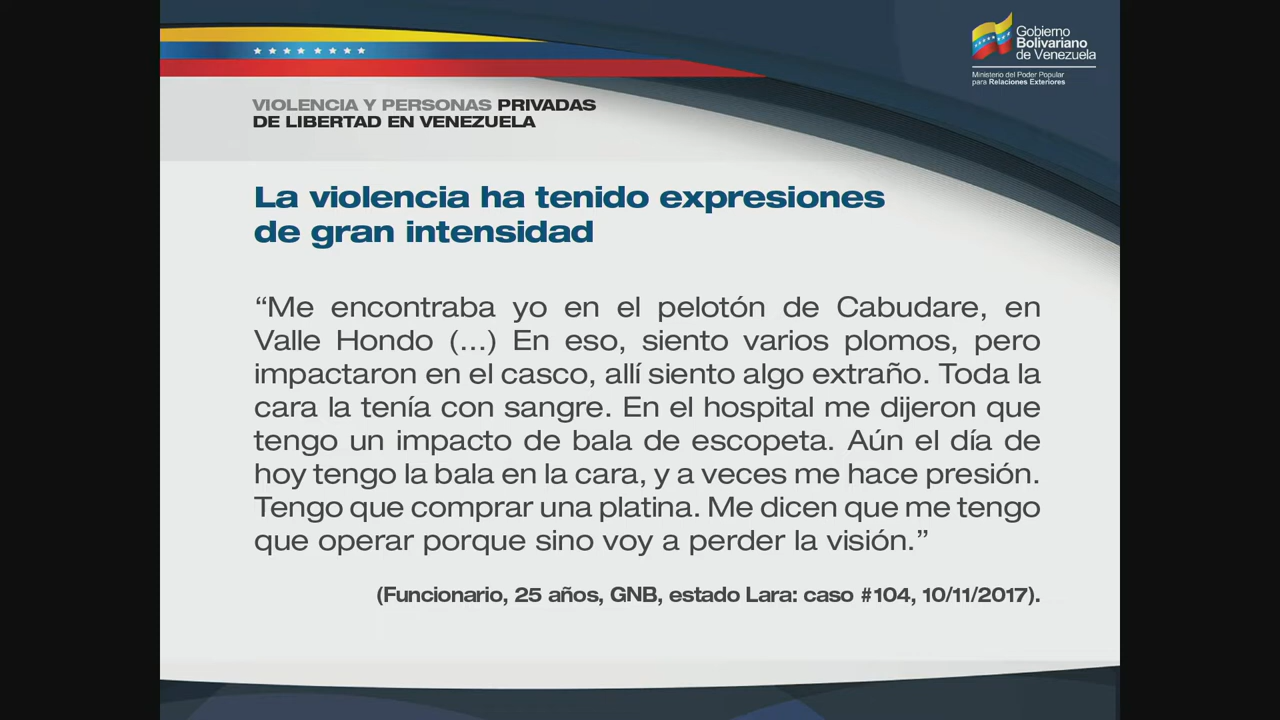 Gobierno
Bolivariano
de Venezuela
Ministerio del Poder Popular
para Relaciones Exteriores
VIOLENCIA Y PERSONAS PRIVADAS
DE LIBERTAD EN VENEZUELA
La violencia ha tenido expresiones
de gran intensidad
“Me encontraba yo en el pelotón de Cabudare, en
Valle Hondo (...) En eso, siento varios plomos, pero
impactaron en el casco, allí siento algo extraño. Toda la
cara la tenía con sangre. En el hospital me dijeron que
tengo un impacto de bala de escopeta. Aún el día de
hoy tengo la bala en la cara, y a veces me hace presión.
Tengo que comprar una platina. Me dicen que me tengo
que operar porque sino voy a perder la visión.”
(Funcionario, 25 años, GNB, estado Lara: caso #104, 10/11/2017).